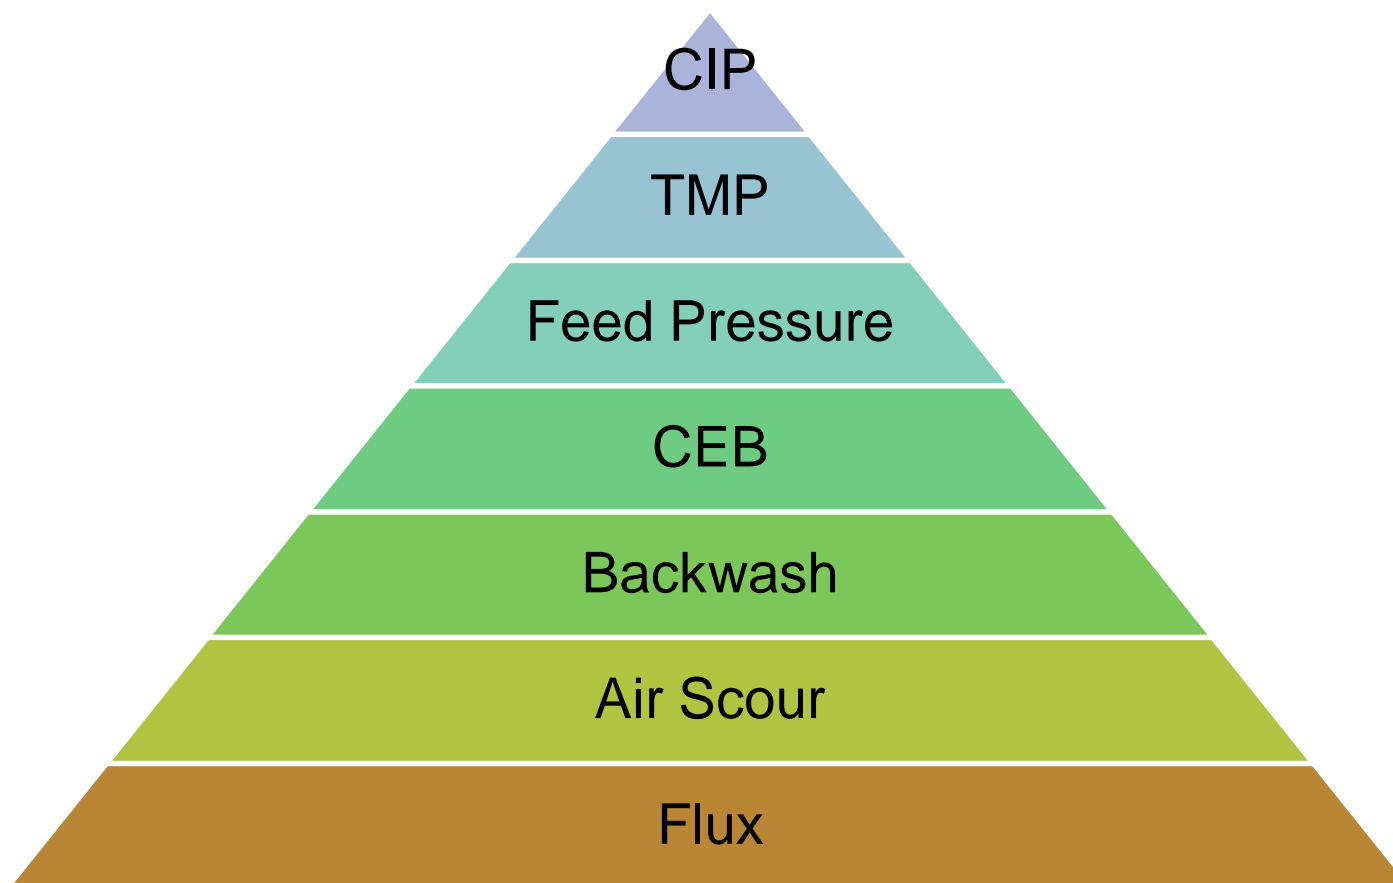 CIP
TMP
Feed Pressure
CEB
Backwash
Air Scour
Flux